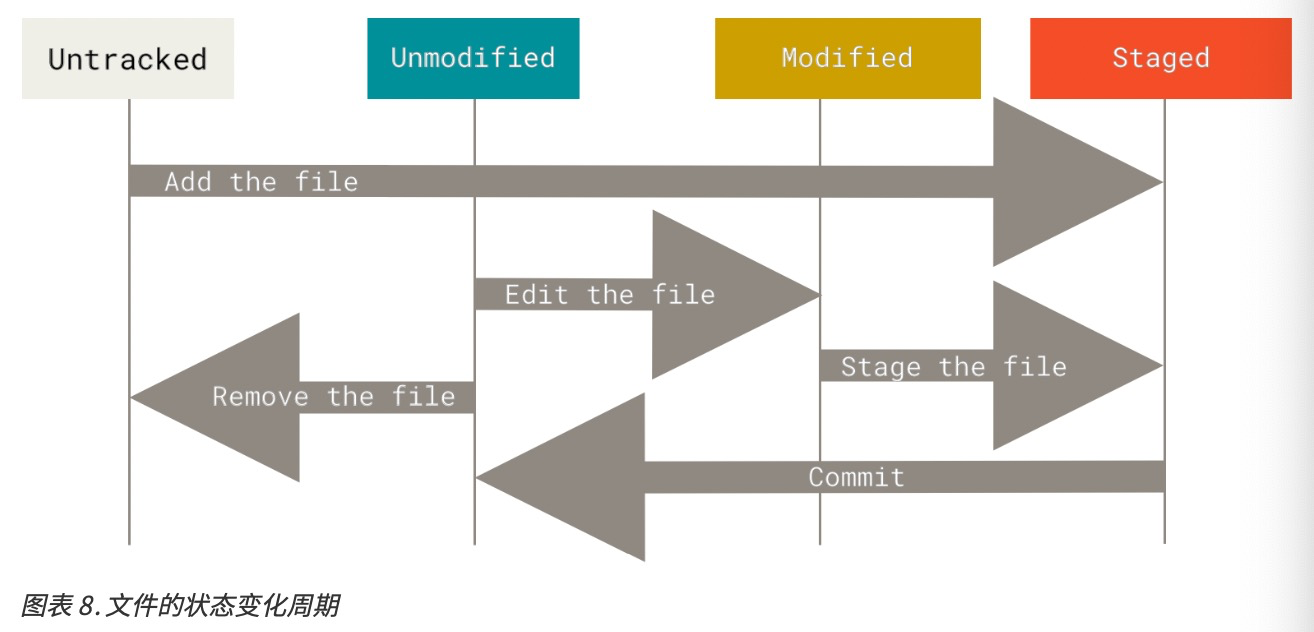 Untracked
Unmodified
Modified
Staged
Add the file
Edit the file
Stage the file
Remove the file
Commit
图表 8. 文件的状态变化周期